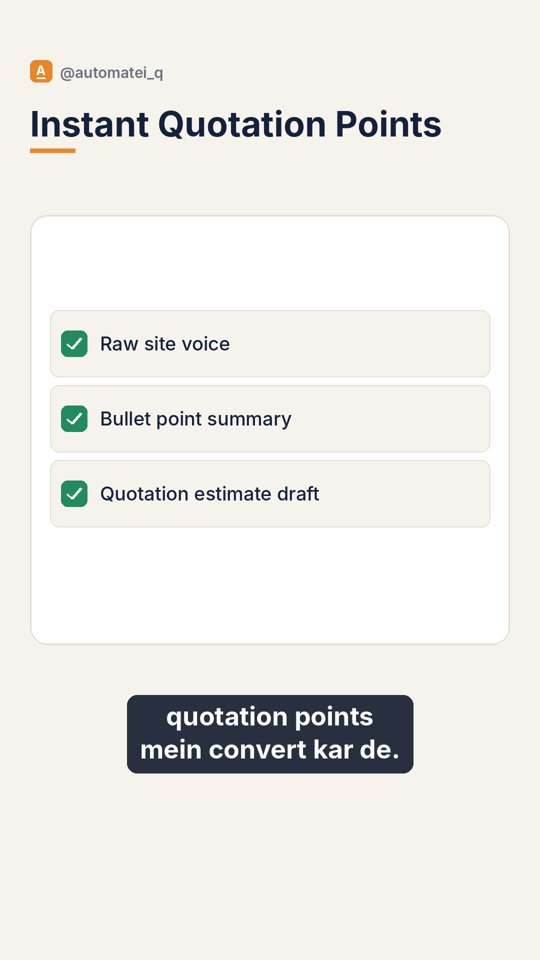 A
@automatei_q
Instant Quotation Points
Raw site voice
Bullet point summary
Quotation estimate draft
quotation points
mein convert kar de.